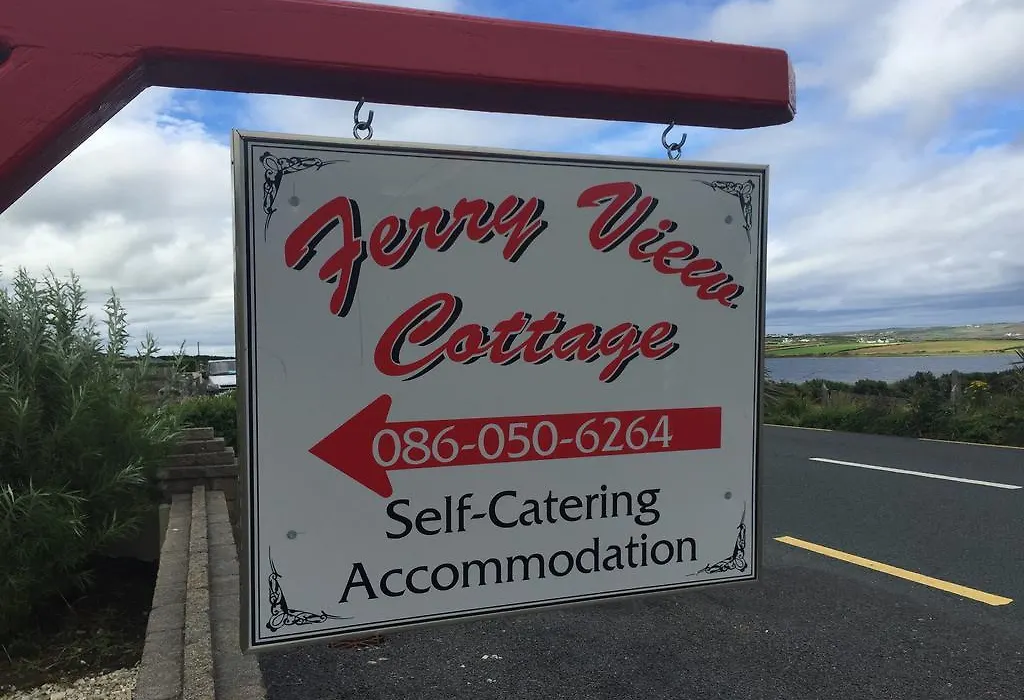 Ferry View
Cottage
086-050-6264
Self-Catering
Accommodation